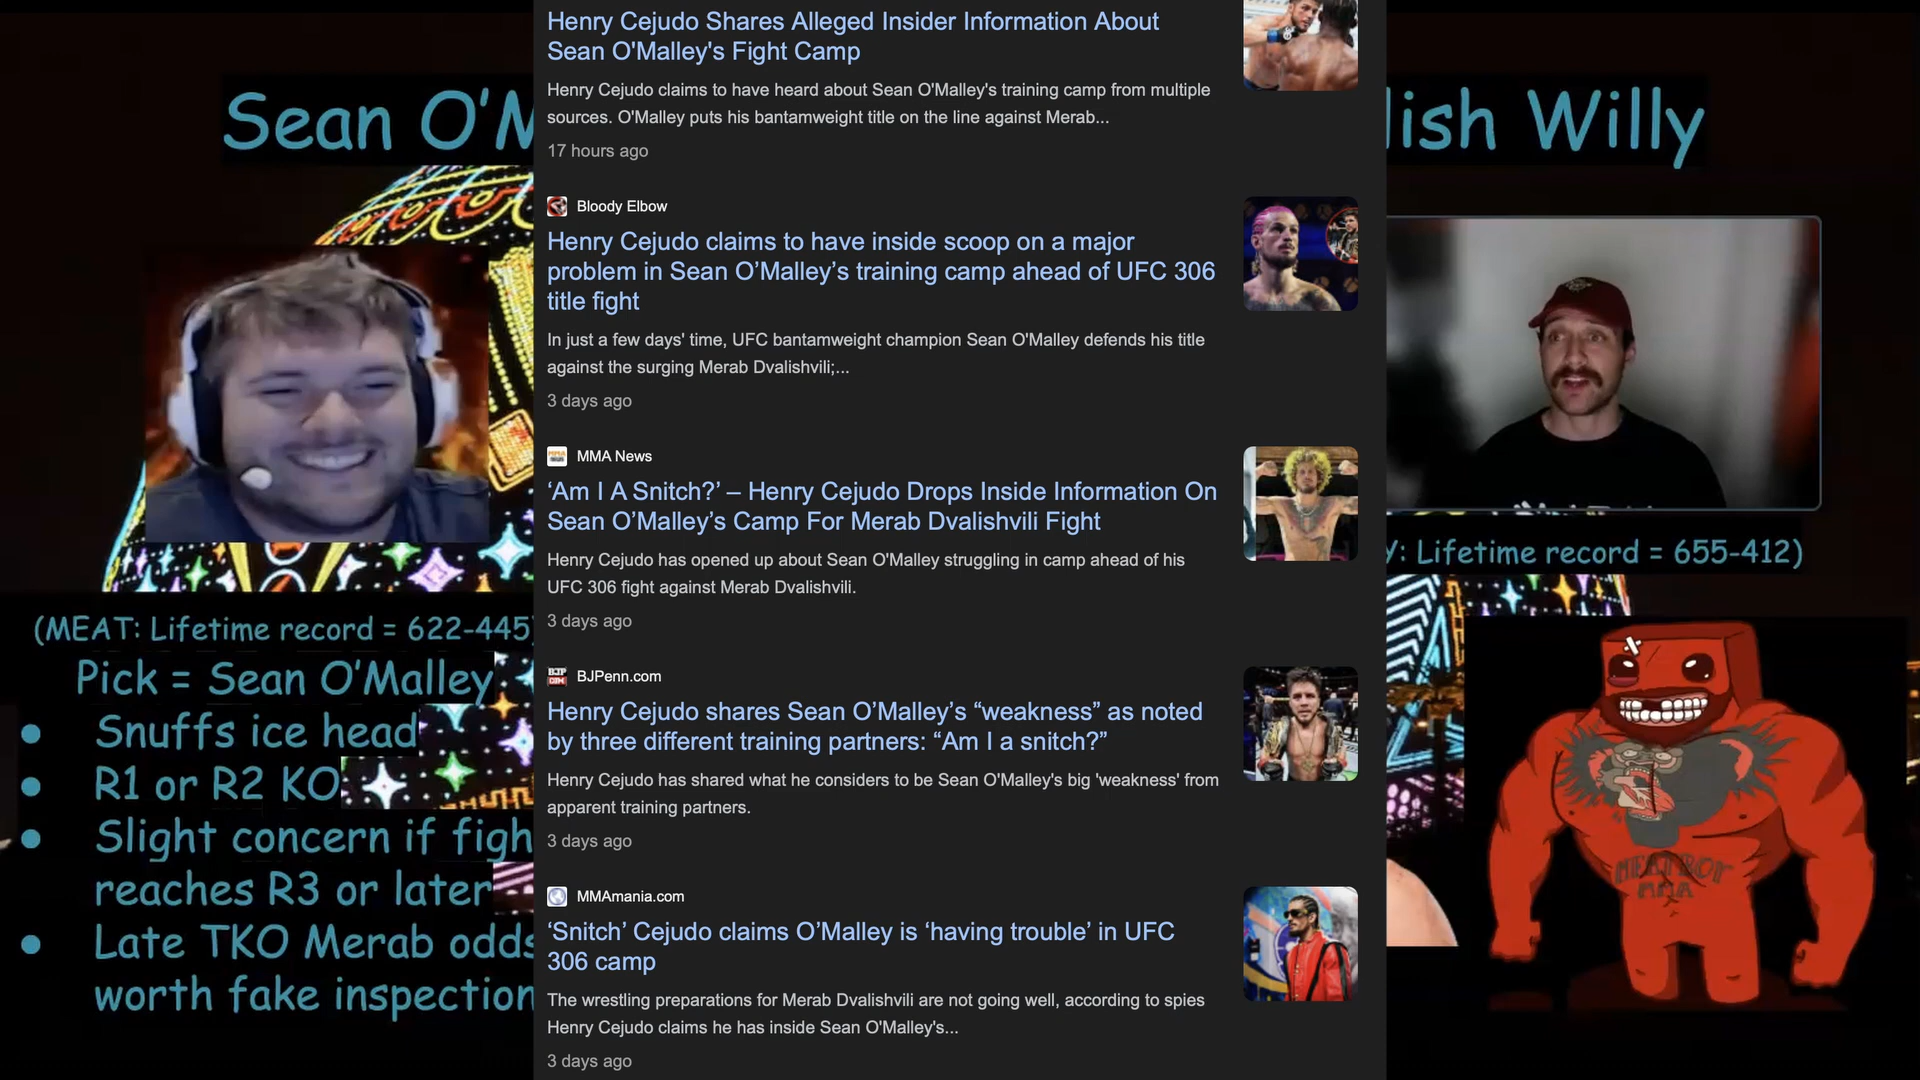 Sean O'M
Henry Cejudo Shares Alleged Insider Information About
Sean O'Malley's Fight Camp
Henry Cejudo claims to have heard about Sean O'Malley's training camp from multiple
sources. O'Malley puts his bantamweight title on the line against Merab...
17 hours ago
Bloody Elbow
Henry Cejudo claims to have inside scoop on a major
problem in Sean O’Malley’s training camp ahead of UFC 306
title fight
In just a few days' time, UFC bantamweight champion Sean O'Malley defends his title
against the surging Merab Dvalishvili;...
3 days ago
MMA News
‘Am I A Snitch?’ – Henry Cejudo Drops Inside Information On
Sean O’Malley’s Camp For Merab Dvalishvili Fight
Henry Cejudo has opened up about Sean O'Malley struggling in camp ahead of his
UFC 306 fight against Merab Dvalishvili.
3 days ago
BJPenn.com
Henry Cejudo shares Sean O’Malley’s “weakness” as noted
by three different training partners: “Am I a snitch?”
Henry Cejudo has shared what he considers to be Sean O'Malley's big 'weakness' from
apparent training partners.
3 days ago
MMAmania.com
‘Snitch’ Cejudo claims O’Malley is ‘having trouble’ in UFC
306 camp
The wrestling preparations for Merab Dvalishvili are not going well, according to spies
Henry Cejudo claims he has inside Sean O'Malley's...
3 days ago
lish Willy
Y: Lifetime record = 655-412)
(MEAT: Lifetime record = 622-445)
Pick = Sean O'Malley
• Snuffs ice head
• R1 or R2 KO
• Slight concern if figh
reaches R3 or later
• Late TKO Merab odds
worth fake inspection
MEATBOY
MMA